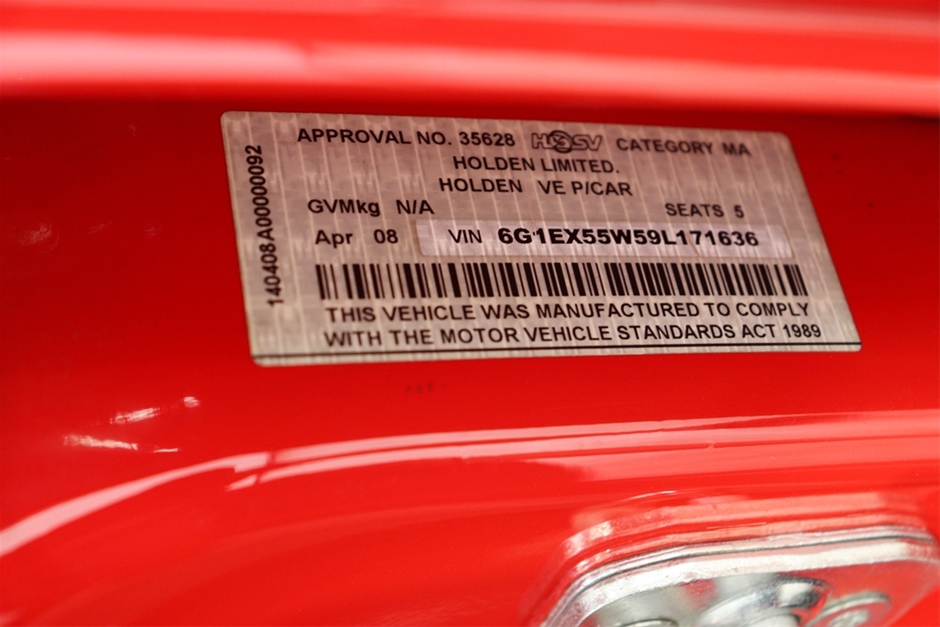 APPROVAL NO. 35628 HSV CATEGORY MA
HOLDEN LIMITED.
HOLDEN VE P/CAR
GVMkg N/A SEATS 5
Apr 08 VIN 6G1EX55W59L171636
THIS VEHICLE WAS MANUFACTURED TO COMPLY
WITH THE MOTOR VEHICLE STANDARDS ACT 1989
140408A00000092